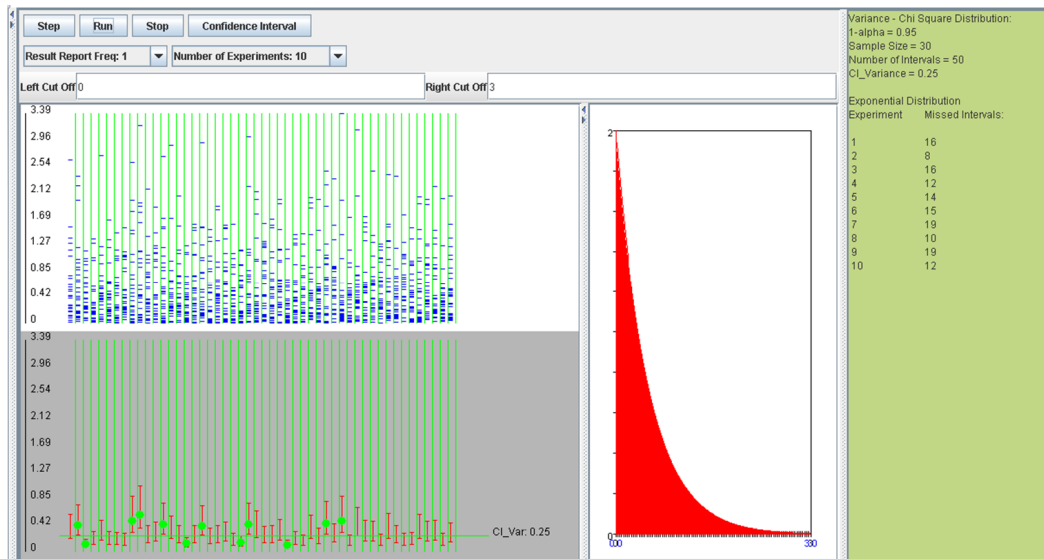 Step Run Stop Confidence Interval
Result Report Freq: 1 Number of Experiments: 10
Left Cut Off 0 Right Cut Off 3
3.39
2.96
2.54
2.12
1.69
1.27
0.85
0.42
0
3.39
2.96
2.54
2.12
1.69
1.27
0.85
0.42
0
CI_Var: 0.25
2
0
Variance - Chi Square Distribution:
1-alpha = 0.95
Sample Size = 30
Number of Intervals = 50
CI_Variance = 0.25
Exponential Distribution
Experiment Missed Intervals:
1 16
2 8
3 16
4 12
5 14
6 15
7 19
8 10
9 19
10 12